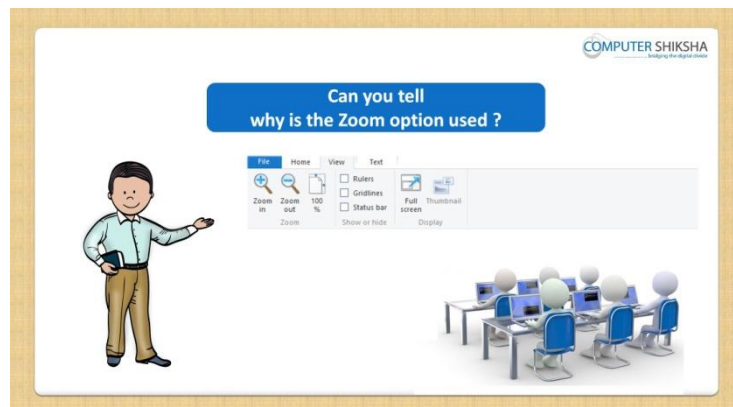 COMPUTER SHIKSHA
bridging the digital divide
Can you tell
why is the Zoom option used ?
File Home View Text
Zoom in Zoom out 100 %
Rulers
Gridlines
Status bar
Full screen Thumbnail
Zoom Show or hide Display